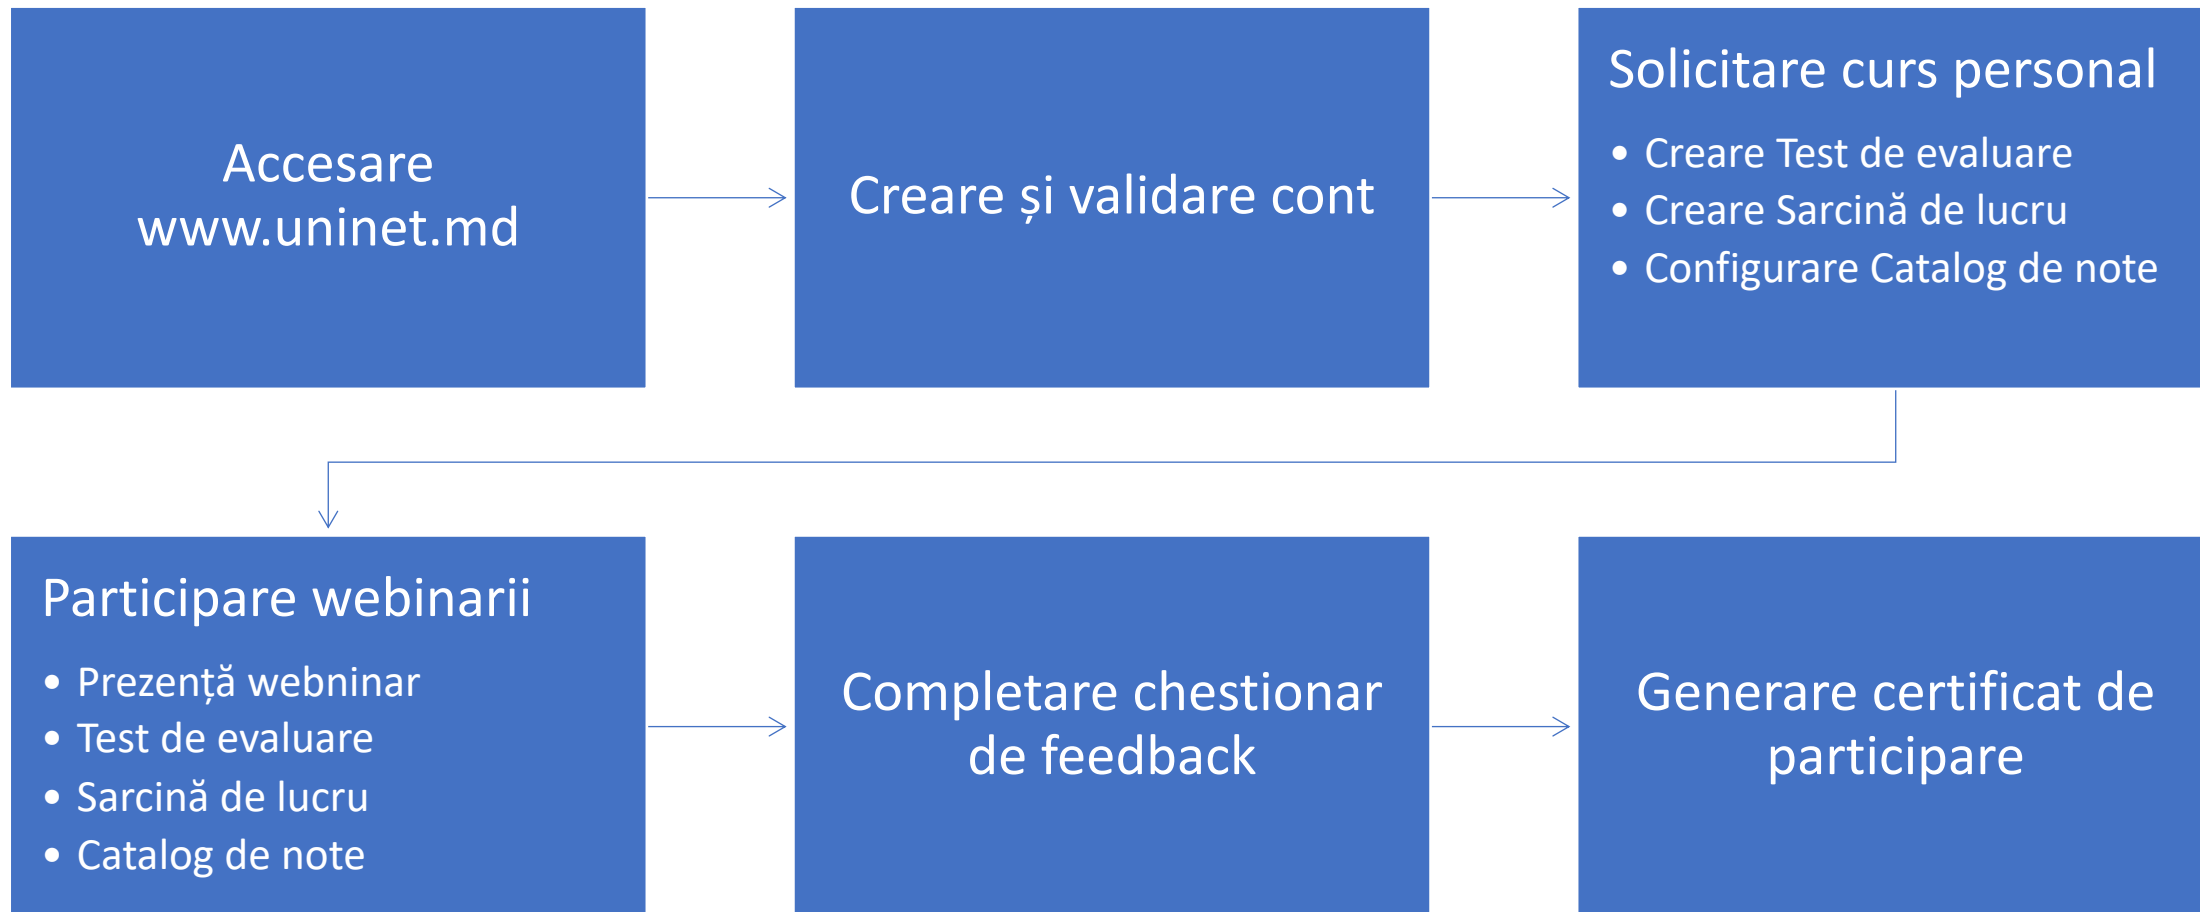 Accesare
www.uninet.md
Creare și validare cont
Solicitare curs personal
• Creare Test de evaluare
• Creare Sarcină de lucru
• Configurare Catalog de note
Participare webinarii
• Prezență webninar
• Test de evaluare
• Sarcină de lucru
• Catalog de note
Completare chestionar
de feedback
Generare certificat de
participare